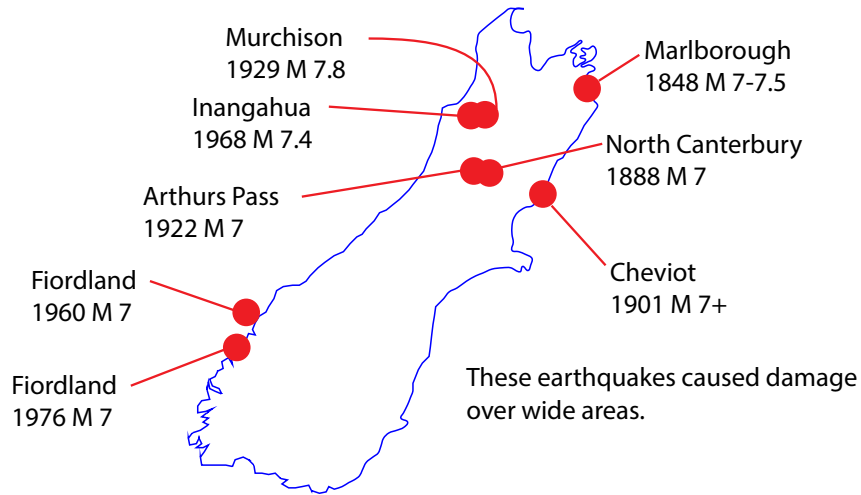 Murchison
1929 M 7.8
Marlborough
1848 M 7-7.5
Inangahua
1968 M 7.4
North Canterbury
1888 M 7
Arthurs Pass
1922 M 7
Fiordland
1960 M 7
Cheviot
1901 M 7+
Fiordland
1976 M 7
These earthquakes caused damage
over wide areas.